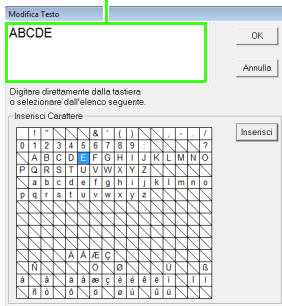 Modifica Testo
ABCDE
OK
Annulla
Digitare direttamente dalla tastiera
o selezionare dall'elenco seguente.
Inserisci Carattere
Inserisci
! " & ' ( ) , - . /
0 1 2 3 4 5 6 7 8 9 : ?
A B C D E F G H I J K L M N O
P Q R S T U V W X Y Z
a b c d e f g h i j k l m n o
p q r s t u v w x y z
Ä Å Æ Ç
Ñ Ö Ø Ü ß
à â ä å æ ç è é ê ë ì î ï
ñ ò ô ö ø ù û ü